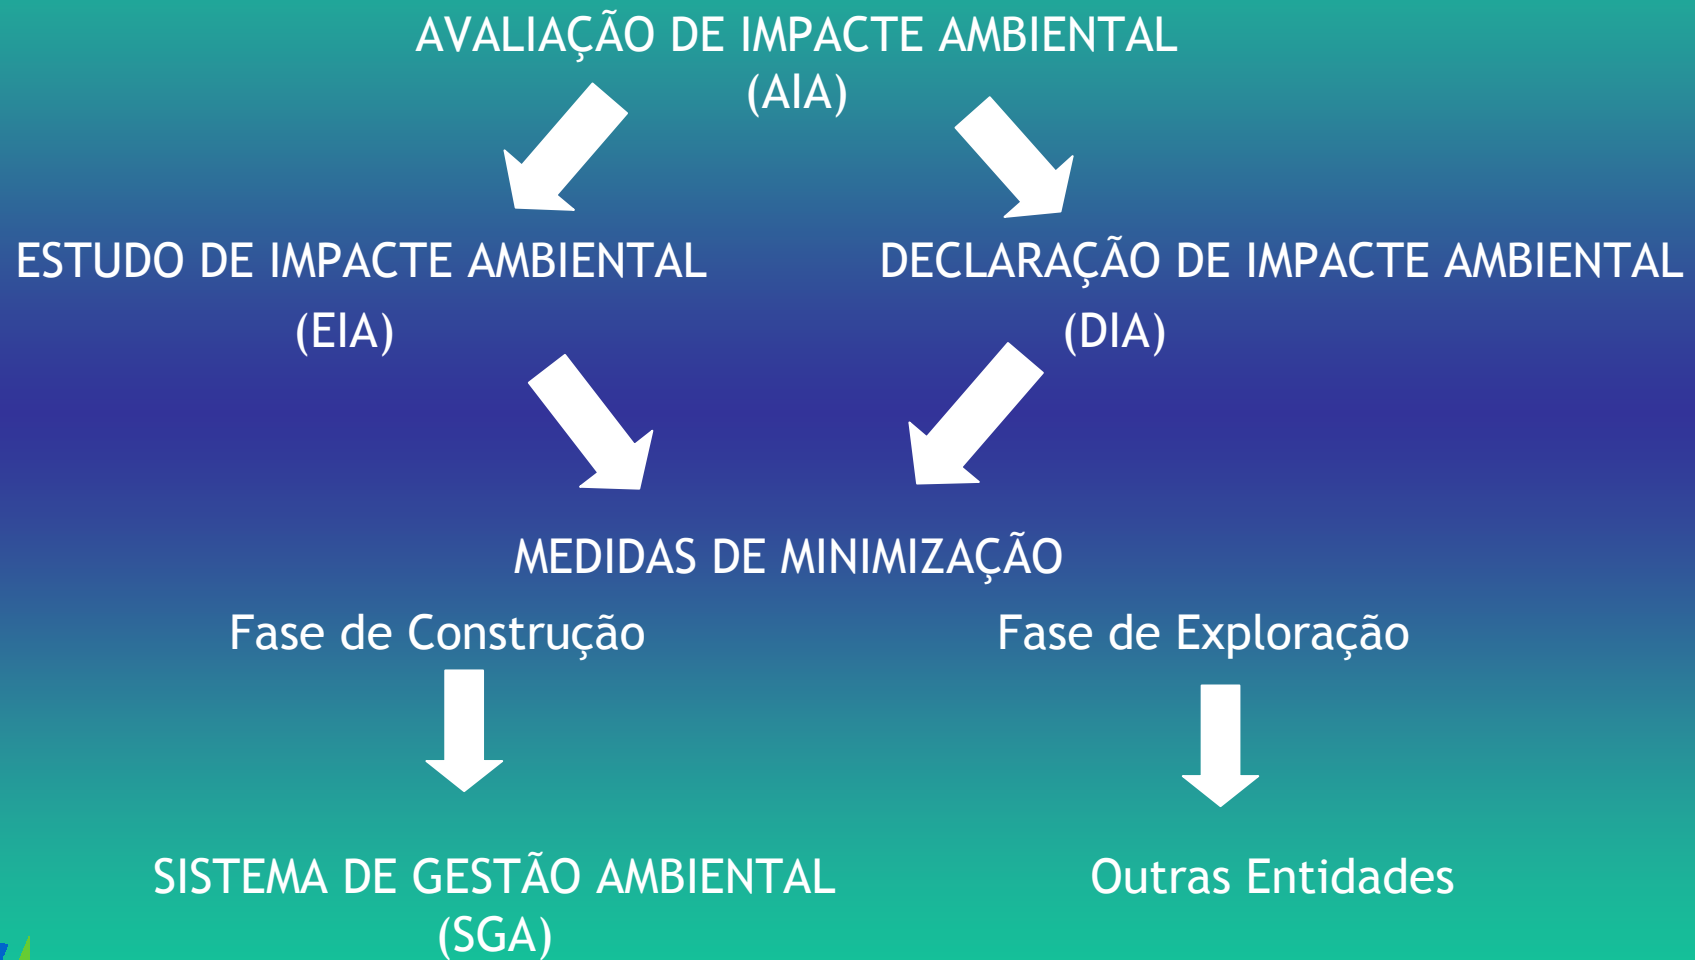 AVALIAÇÃO DE IMPACTE AMBIENTAL
(AIA)
ESTUDO DE IMPACTE AMBIENTAL
(EIA)
DECLARAÇÃO DE IMPACTE AMBIENTAL
(DIA)
MEDIDAS DE MINIMIZAÇÃO
Fase de Construção
Fase de Exploração
SISTEMA DE GESTÃO AMBIENTAL
(SGA)
Outras Entidades